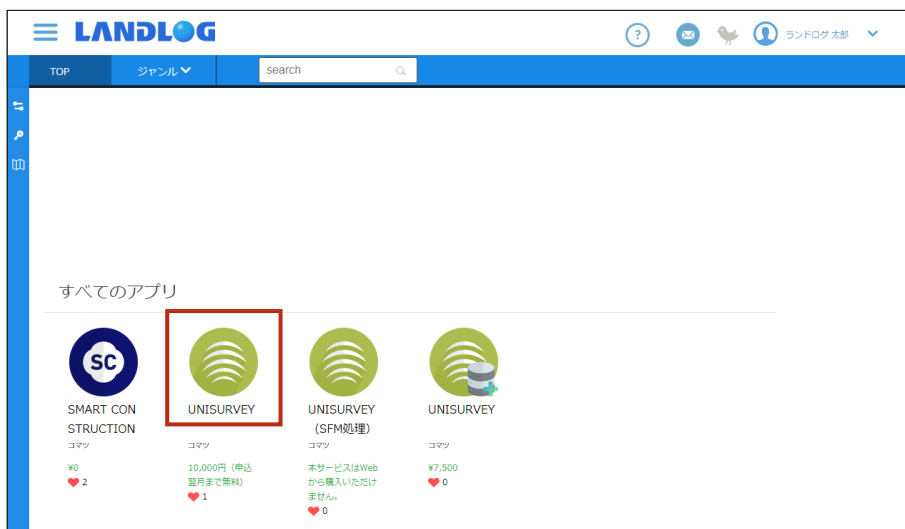 LANDLOG
?
ランドログ 太郎
TOP
ジャンル
search
すべてのアプリ
SC
SMART CON
STRUCTION
コマツ
¥0
2
UNISURVEY
コマツ
10,000円（申込
翌月まで無料）
1
UNISURVEY
（SFM処理）
コマツ
本サービスはWeb
から購入いただけ
ません。
0
UNISURVEY
コマツ
¥7,500
0